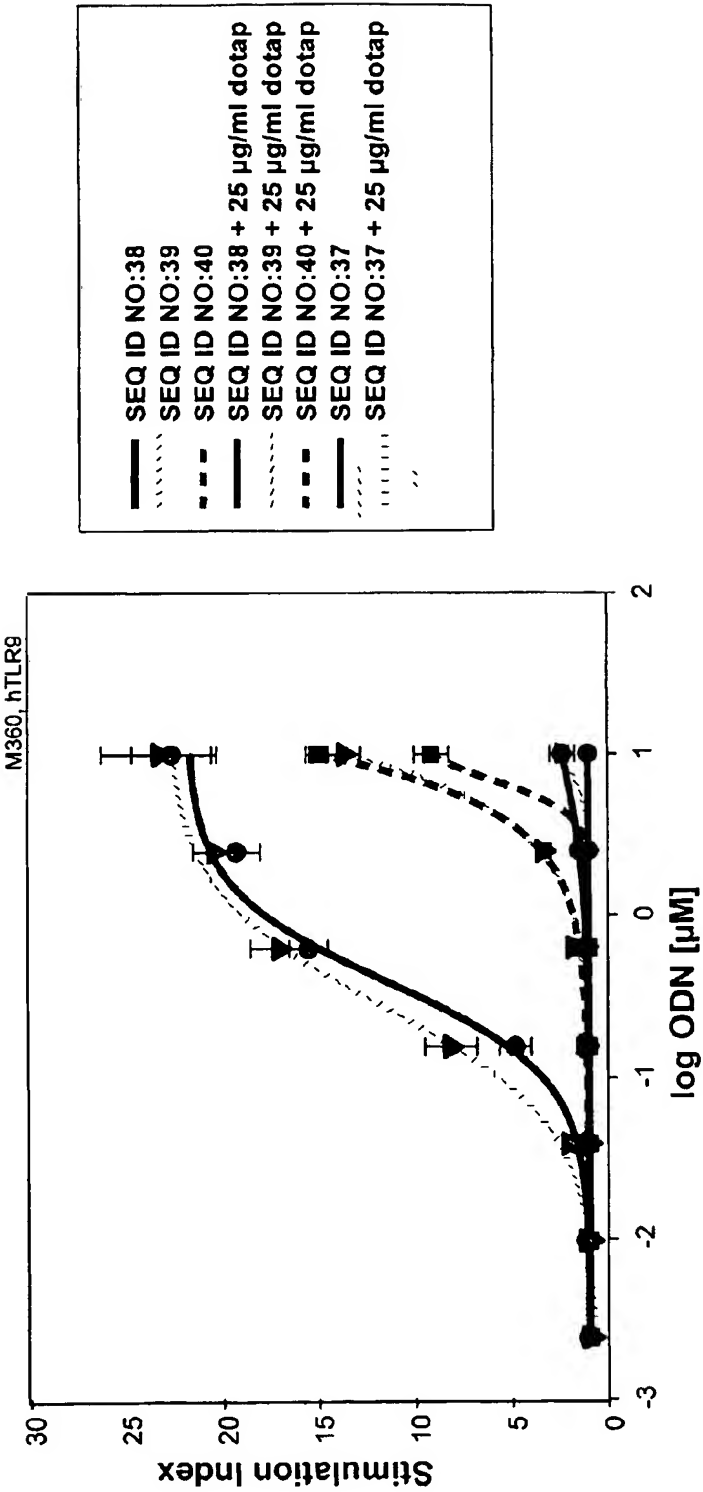 M360, hTLR9
Stimulation Index
30
25
20
15
10
5
0
-3
-2
-1
0
1
2
log ODN [µM]
SEQ ID NO:38
SEQ ID NO:39
SEQ ID NO:40
SEQ ID NO:38 + 25 µg/ml dotap
SEQ ID NO:39 + 25 µg/ml dotap
SEQ ID NO:40 + 25 µg/ml dotap
SEQ ID NO:37
SEQ ID NO:37 + 25 µg/ml dotap